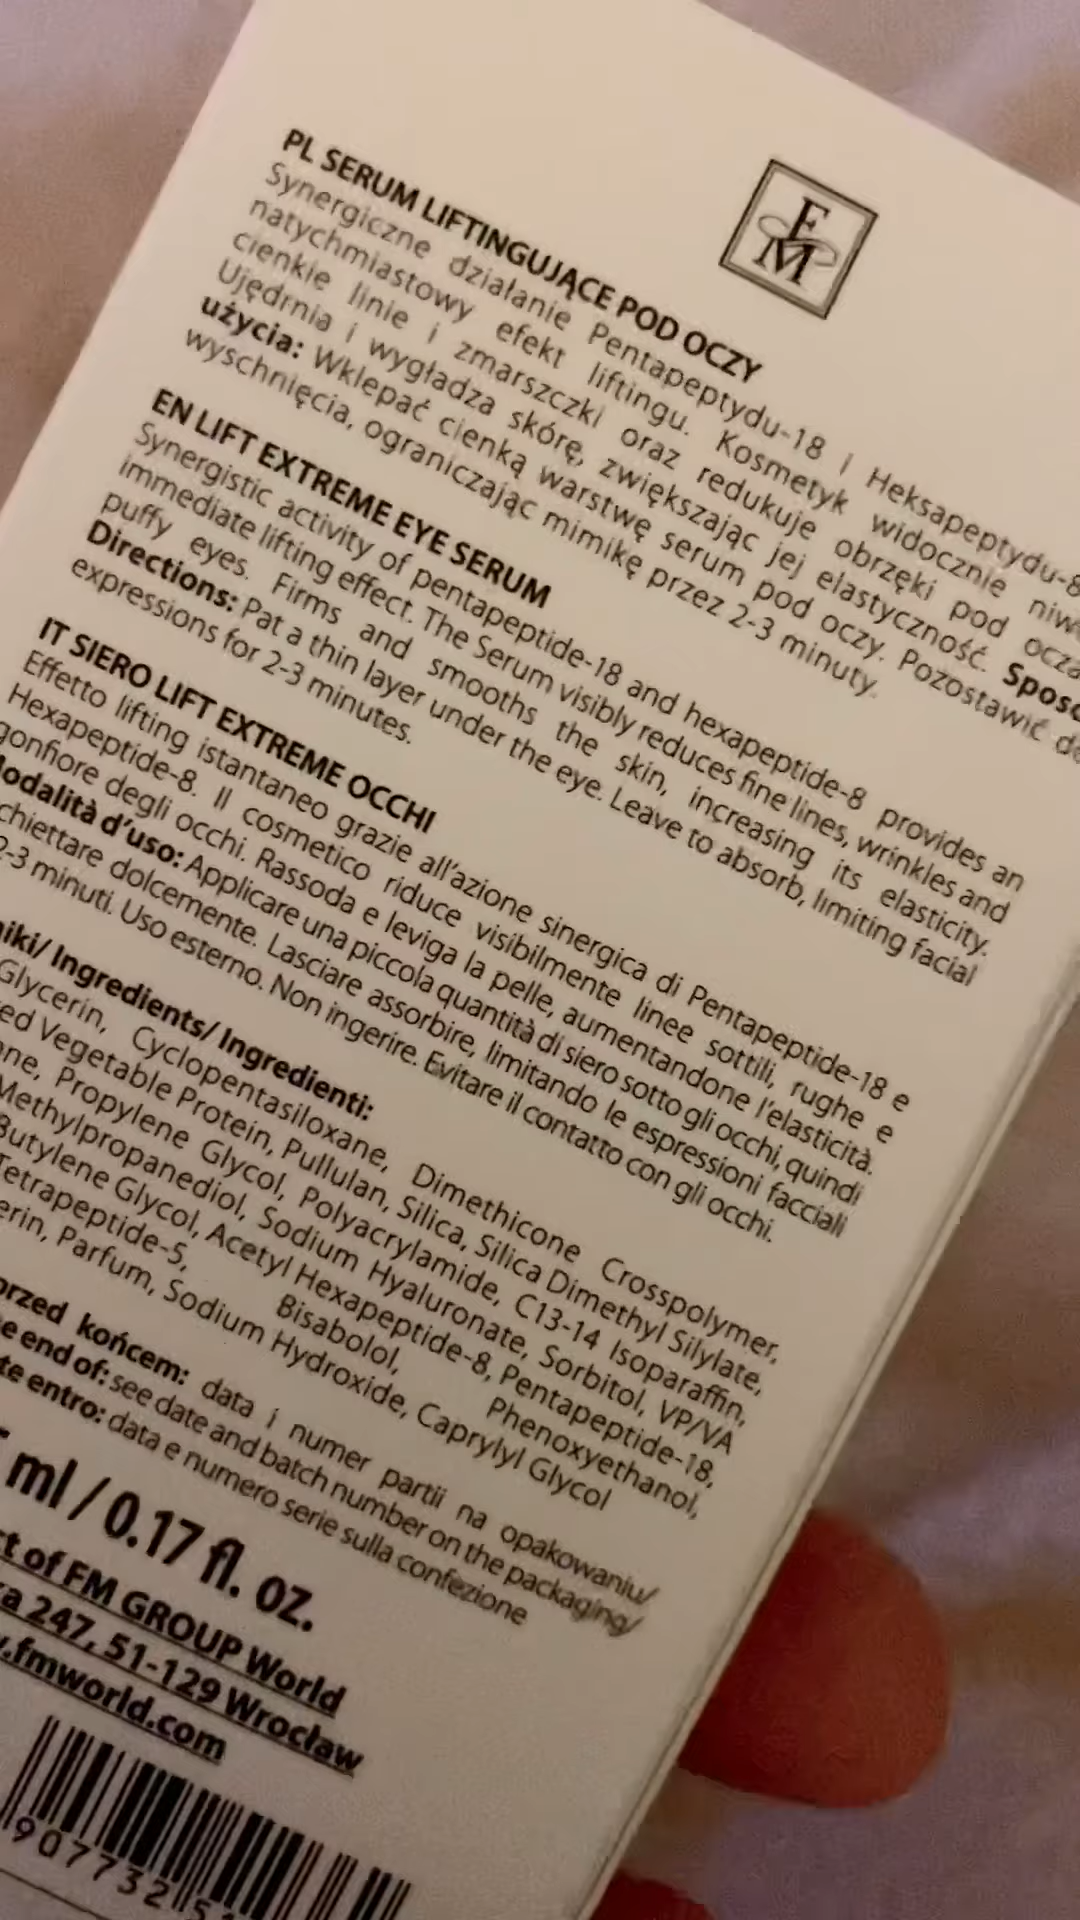 FM
PL SERUM LIFTINGUJĄCE POD OCZY
Synergiczne działanie Pentapeptydu-18 i Heksapeptydu-8
natychmiastowy efekt liftingu. Kosmetyk widocznie niw
cienkie linie i zmarszczki oraz redukuje obrzęki pod ocza
Ujędrnia i wygładza skórę, zwiększając jej elastyczność. Sposo
użycia: Wklepać cienką warstwę serum pod oczy. Pozostawić do
wyschnięcia, ograniczając mimikę przez 2-3 minuty.
EN LIFT EXTREME EYE SERUM
Synergistic activity of pentapeptide-18 and hexapeptide-8 provides an
immediate lifting effect. The Serum visibly reduces fine lines, wrinkles and
puffy eyes. Firms and smooths the skin, increasing its elasticity.
Directions: Pat a thin layer under the eye. Leave to absorb, limiting facial
expressions for 2-3 minutes.
IT SIERO LIFT EXTREME OCCHI
Effetto lifting istantaneo grazie all'azione sinergica di Pentapeptide-18 e
Hexapeptide-8. Il cosmetico riduce visibilmente linee sottili, rughe e
gonfiore degli occhi. Rassoda e leviga la pelle, aumentandone l'elasticità.
Modalità d'uso: Applicare una piccola quantità di siero sotto gli occhi, quindi
chiettare dolcemente. Lasciare assorbire, limitando le espressioni facciali
2-3 minuti. Uso esterno. Non ingerire. Evitare il contatto con gli occhi.
niki/ Ingredients/ Ingredienti:
Glycerin, Cyclopentasiloxane, Dimethicone Crosspolymer,
ed Vegetable Protein, Pullulan, Silica, Silica Dimethyl Silylate,
ane, Propylene Glycol, Polyacrylamide, C13-14 Isoparaffin,
Methylpropanediol, Sodium Hyaluronate, Sorbitol, VP/VA
Butylene Glycol, Acetyl Hexapeptide-8, Pentapeptide-18,
Tetrapeptide-5, Bisabolol, Phenoxyethanol,
erin, Parfum, Sodium Hydroxide, Caprylyl Glycol
przed końcem: data i numer partii na opakowaniu/
e end of: see date and batch number on the packaging/
te entro: data e numero serie sulla confezione
ml / 0.17 fl. oz.
ct of FM GROUP World
ka 247, 51-129 Wrocław
.fmworld.com
907732